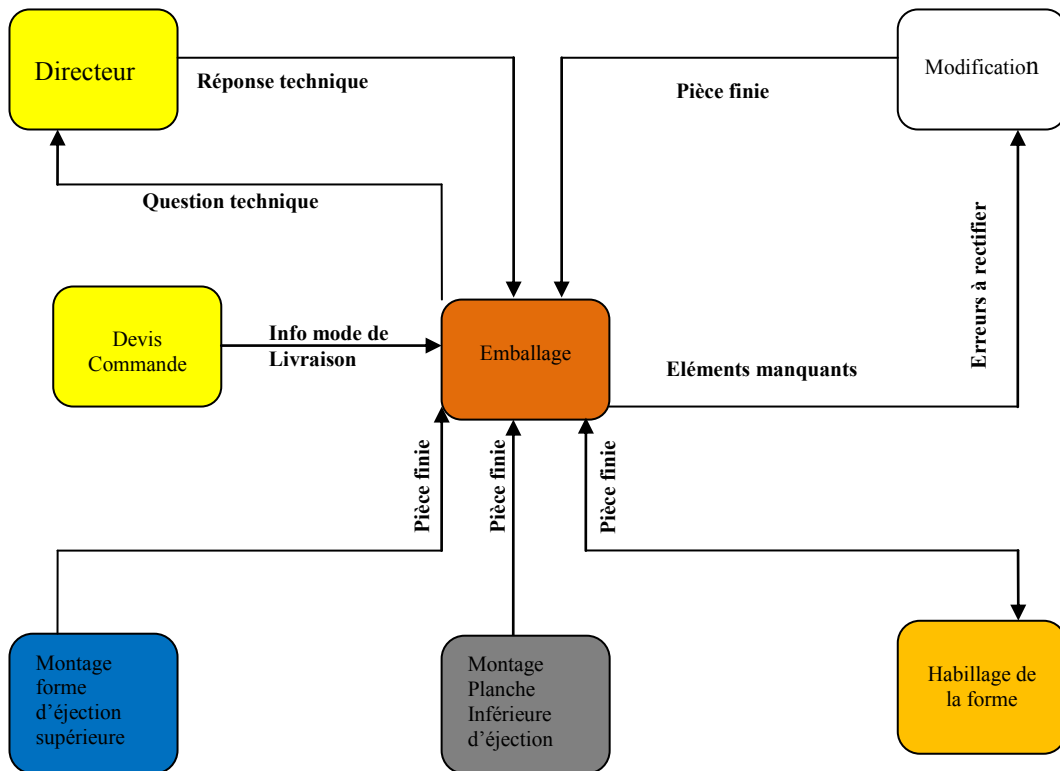 Directeur
Réponse technique
Pièce finie
Modification
Question technique
Erreurs à rectifier
Devis
Commande
Info mode de
Livraison
Emballage
Eléments manquants
Pièce finie
Pièce finie
Pièce finie
Montage
forme
d’éjection
supérieure
Montage
Planche
Inférieure
d’éjection
Habillage de
la forme